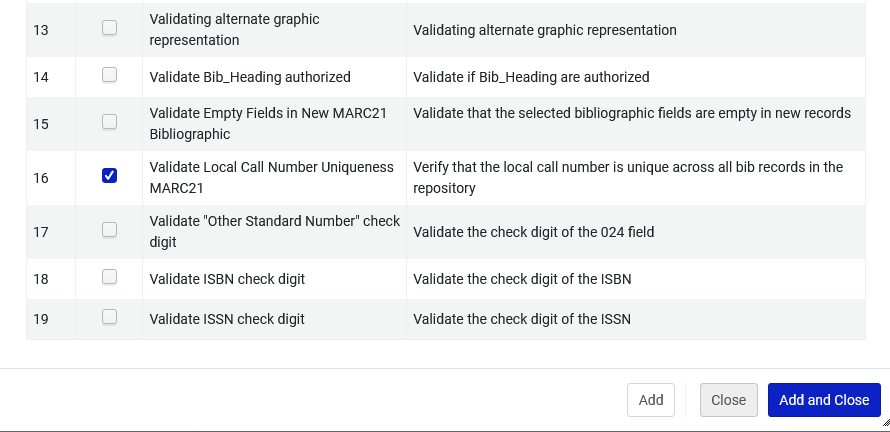 13 Validating alternate graphic representation Validating alternate graphic representation
14 Validate Bib_Heading authorized Validate if Bib_Heading are authorized
15 Validate Empty Fields in New MARC21 Bibliographic Validate that the selected bibliographic fields are empty in new records
16 Validate Local Call Number Uniqueness MARC21 Verify that the local call number is unique across all bib records in the repository
17 Validate "Other Standard Number" check digit Validate the check digit of the 024 field
18 Validate ISBN check digit Validate the check digit of the ISBN
19 Validate ISSN check digit Validate the check digit of the ISSN
Add Close Add and Close